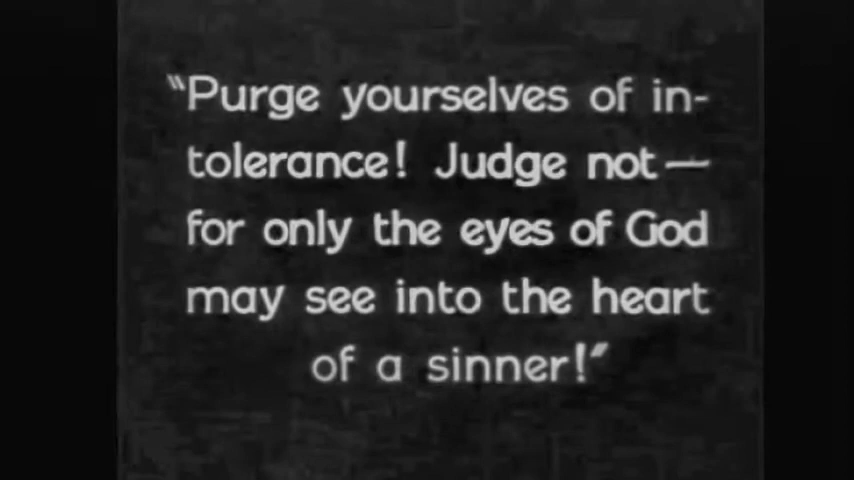 "Purge yourselves of in-
tolerance! Judge not—
for only the eyes of God
may see into the heart
of a sinner!"